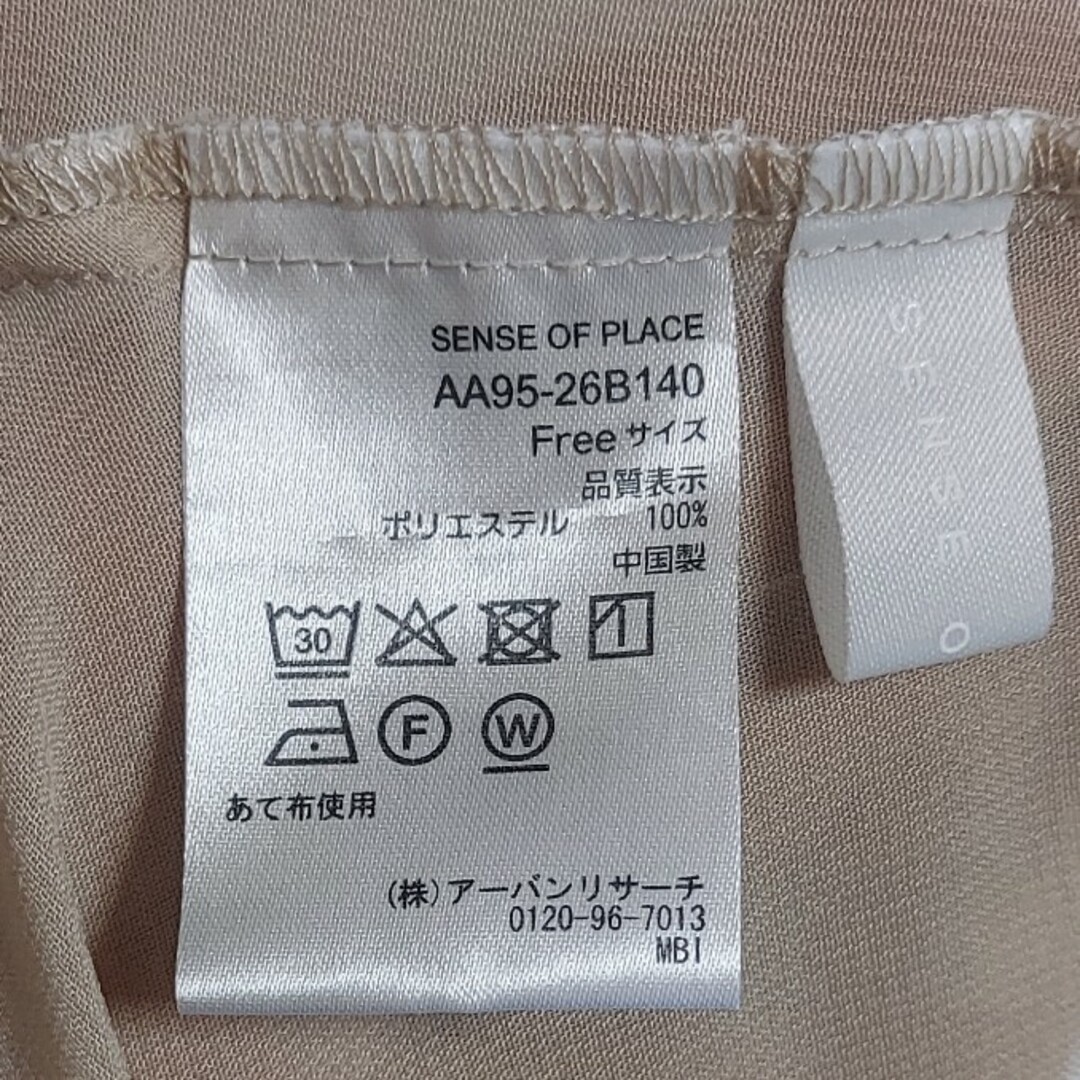 SENSE OF PLACE
AA95-26B140
Free サイズ
品質表示
ポリエステル 100%
中国製
30
F W
あて布使用
(株)アーバンリサーチ
0120-96-7013
MBI
SENSE O